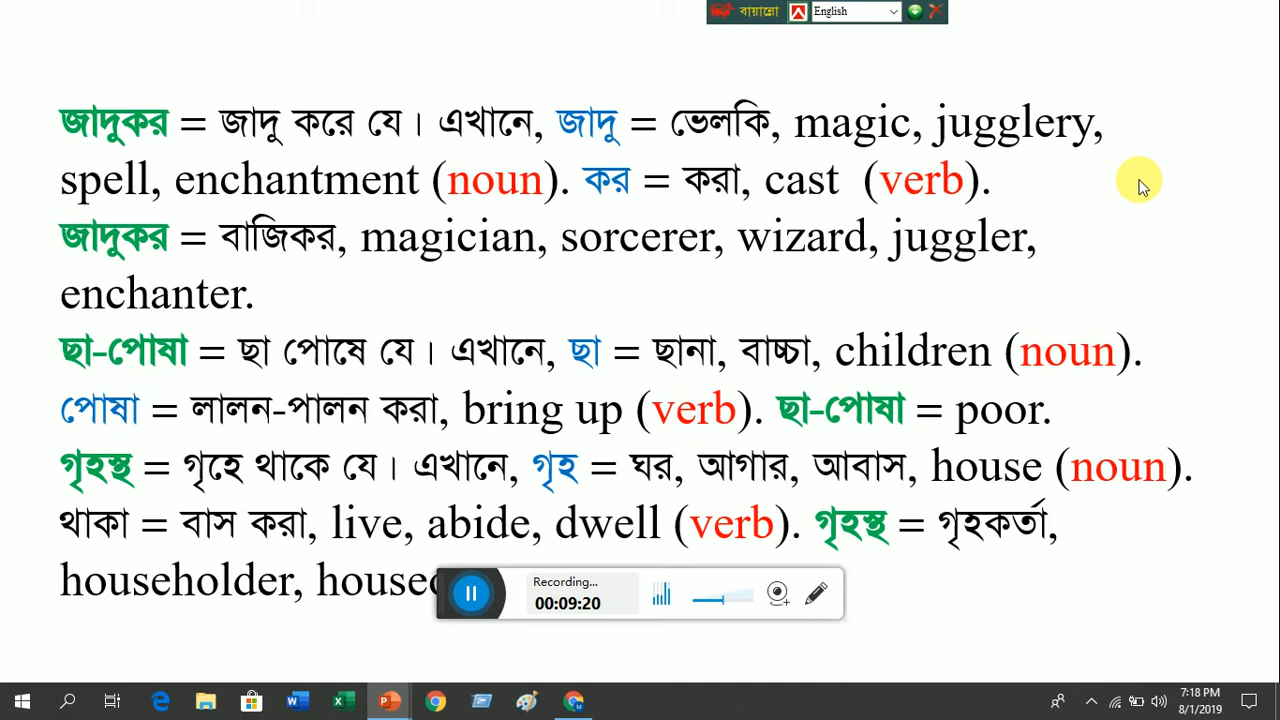 বায়ান্নো English
জাদুকর = জাদু করে যে। এখানে, জাদু = ভেলকি, magic, jugglery,
spell, enchantment (noun). কর = করা, cast (verb).
জাদুকর = বাজিকর, magician, sorcerer, wizard, juggler,
enchanter.
ছা-পোষা = ছা পোষে যে। এখানে, ছা = ছানা, বাচ্চা, children (noun).
পোষা = লালন-পালন করা, bring up (verb). ছা-পোষা = poor.
গৃহস্থ = গৃহে থাকে যে। এখানে, গৃহ = ঘর, আগার, আবাস, house (noun).
থাকা = বাস করা, live, abide, dwell (verb). গৃহস্থ = গৃহকর্তা,
householder,
Recording...
00:09:20
7:18 PM
8/1/2019